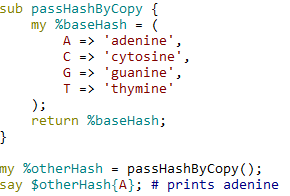 sub passHashByCopy {
    my %baseHash = (
        A => 'adenine',
        C => 'cytosine',
        G => 'guanine',
        T => 'thymine'
    );
    return %baseHash;
}
my %otherHash = passHashByCopy();
say $otherHash{A}; # prints adenine